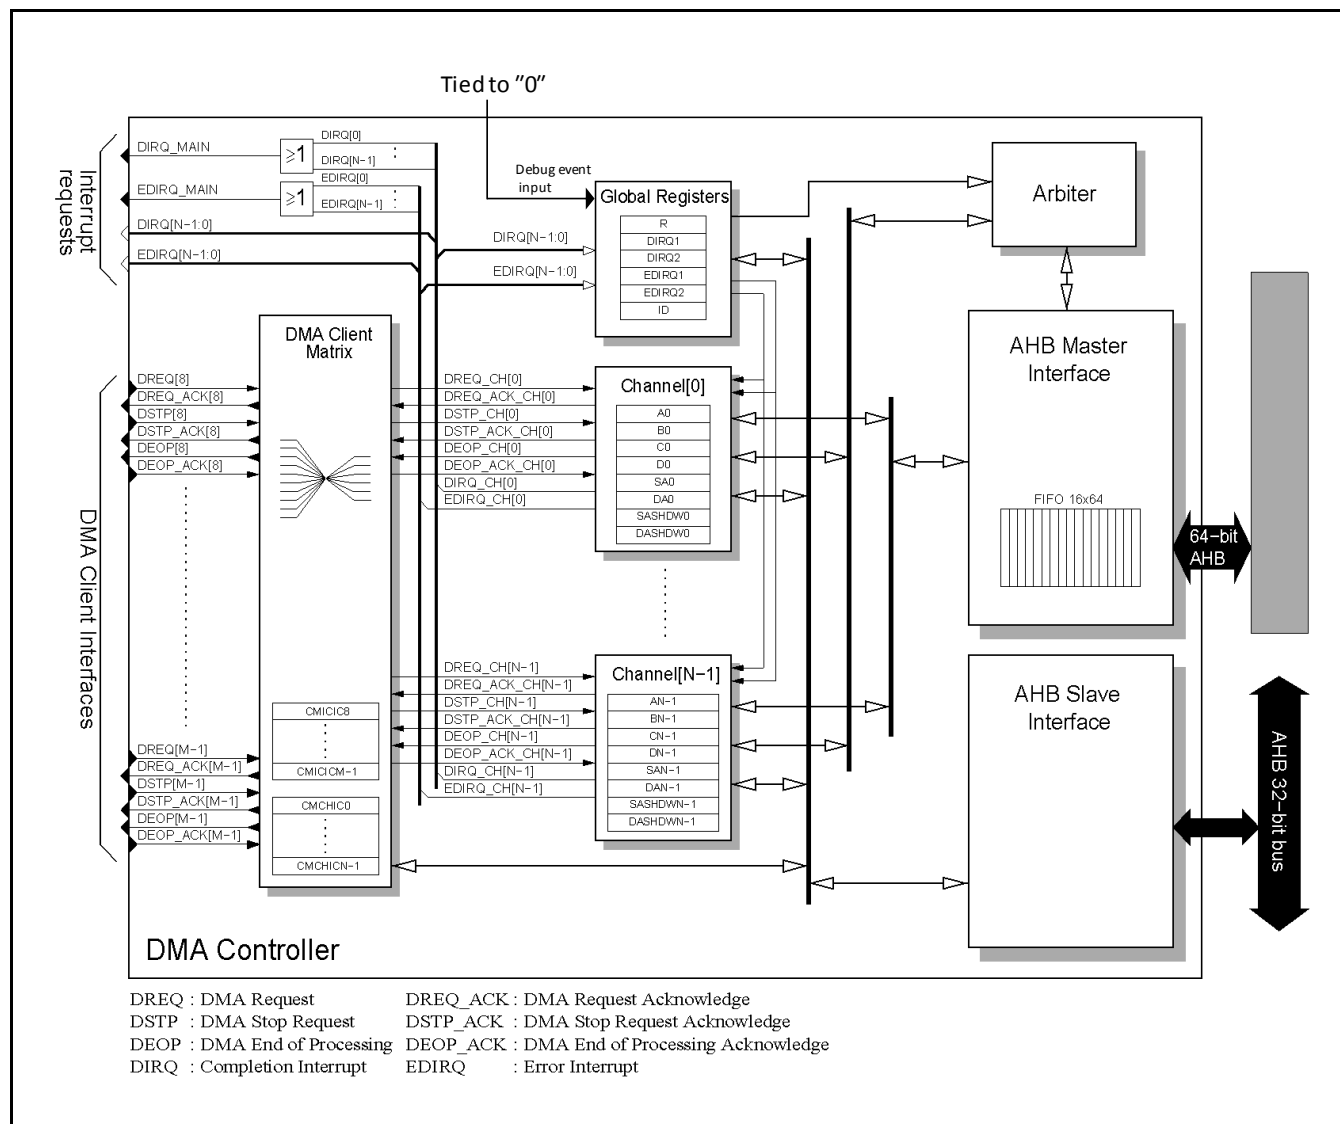 Tied to "0"
DIRQ_MAIN
≥1
DIRQ[0]
DIRQ[N-1]
EDIRQ_MAIN
≥1
EDIRQ[0]
EDIRQ[N-1]
DIRQ[N-1:0]
EDIRQ[N-1:0]
Interrupt
requests
Debug event
input
DIRQ[N-1:0]
EDIRQ[N-1:0]
Global Registers
R
DIRQ1
DIRQ2
EDIRQ1
EDIRQ2
ID
Arbiter
DMA Client
Matrix
DMA Client Interfaces
DREQ[8]
DREQ_ACK[8]
DSTP[8]
DSTP_ACK[8]
DEOP[8]
DEOP_ACK[8]
DREQ_CH[0]
DREQ_ACK_CH[0]
DSTP_CH[0]
DSTP_ACK_CH[0]
DEOP_CH[0]
DEOP_ACK_CH[0]
DIRQ_CH[0]
EDIRQ_CH[0]
Channel[0]
A0
B0
C0
D0
SA0
DA0
SASHDW0
DASHDW0
AHB Master
Interface
FIFO 16x64
64-bit
AHB
DREQ[M-1]
DREQ_ACK[M-1]
DSTP[M-1]
DSTP_ACK[M-1]
DEOP[M-1]
DEOP_ACK[M-1]
CMICIC8
CMICICM-1
CMCHIC0
CMCHICN-1
DREQ_CH[N-1]
DREQ_ACK_CH[N-1]
DSTP_CH[N-1]
DSTP_ACK_CH[N-1]
DEOP_CH[N-1]
DEOP_ACK_CH[N-1]
DIRQ_CH[N-1]
EDIRQ_CH[N-1]
Channel[N-1]
AN-1
BN-1
CN-1
DN-1
SAN-1
DAN-1
SASHDWN-1
DASHDWN-1
AHB Slave
Interface
AHB 32-bit bus
DMA Controller
DREQ : DMA Request DREQ_ACK : DMA Request Acknowledge
DSTP : DMA Stop Request DSTP_ACK : DMA Stop Request Acknowledge
DEOP : DMA End of Processing DEOP_ACK : DMA End of Processing Acknowledge
DIRQ : Completion Interrupt EDIRQ : Error Interrupt